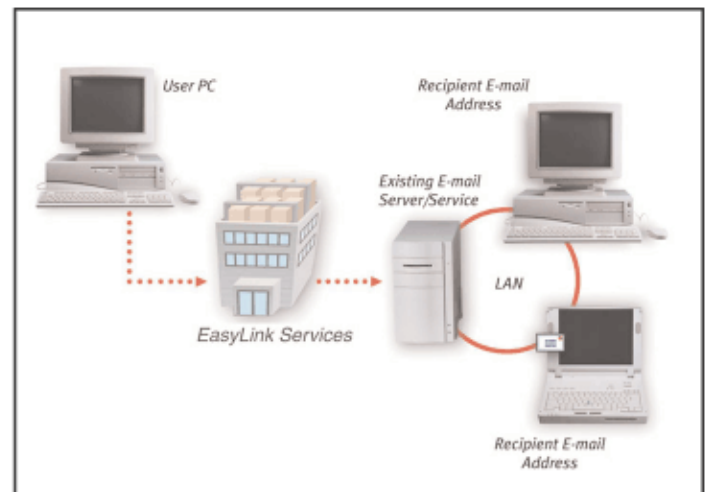 User PC
Recipient E-mail
Address
Existing E-mail
Server/Service
LAN
EasyLink Services
Recipient E-mail
Address